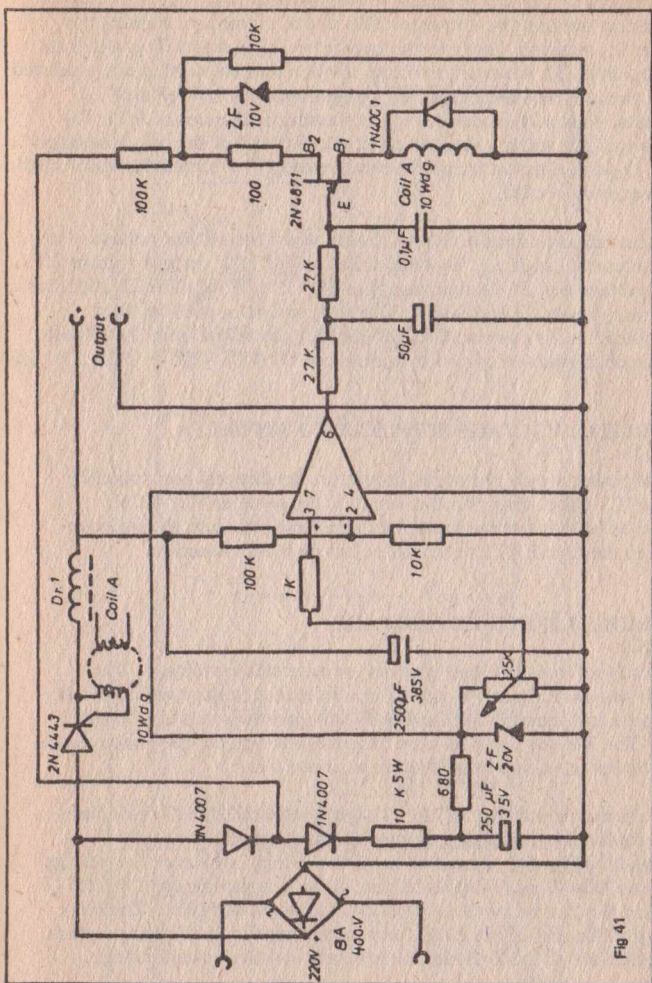 10K
ZF
10V
100K
100
B2
B1
2N4871
E
1N4001
Coil A
10 Wdg
0,1µF
27K
27K
50µF
+
-
Output
6
3 7
2 4
+
-
100K
1K
10K
Dr.1
Coil A
10Wdg
2N4443
2500µF
385V
25K
ZF
20V
680
10 K 5W
250 µF
35V
1N4007
1N4007
~
~
+
-
220V
8A
400V
Fig 41